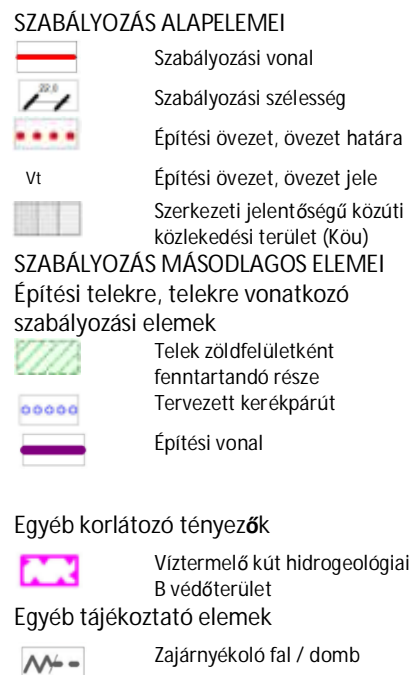 SZABÁLYOZÁS ALAPELEMEI
Szabályozási vonal
22,0
Szabályozási szélesség
Építési övezet, övezet határa
Vt
Építési övezet, övezet jele
Szerkezeti jelentőségű közúti
közlekedési terület (Köu)
SZABÁLYOZÁS MÁSODLAGOS ELEMEI
Építési telekre, telekre vonatkozó
szabályozási elemek
Telek zöldfelületként
fenntartandó része
Tervezett kerékpárút
Építési vonal
Egyéb korlátozó tényezők
Víztermelő kút hidrogeológiai
B védőterület
Egyéb tájékoztató elemek
Zajárnyékoló fal / domb